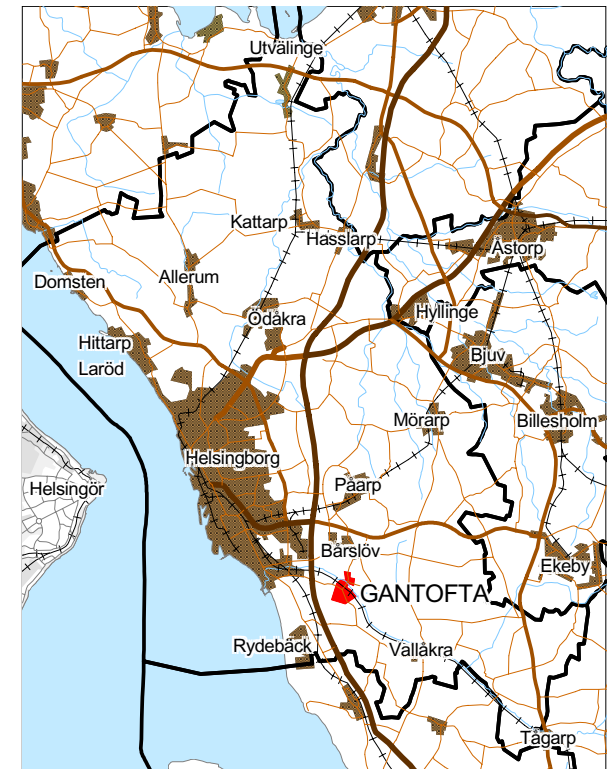 Utvälinge
Kattarp
Hasslarp
Åstorp
Domsten
Allerum
Ödåkra
Hyllinge
Hittarp
Laröd
Bjuv
Mörarp
Billesholm
Helsingborg
Helsingör
Påarp
Bårslöv
Ekeby
GANTOFTA
Rydebäck
Vallåkra
Tågarp